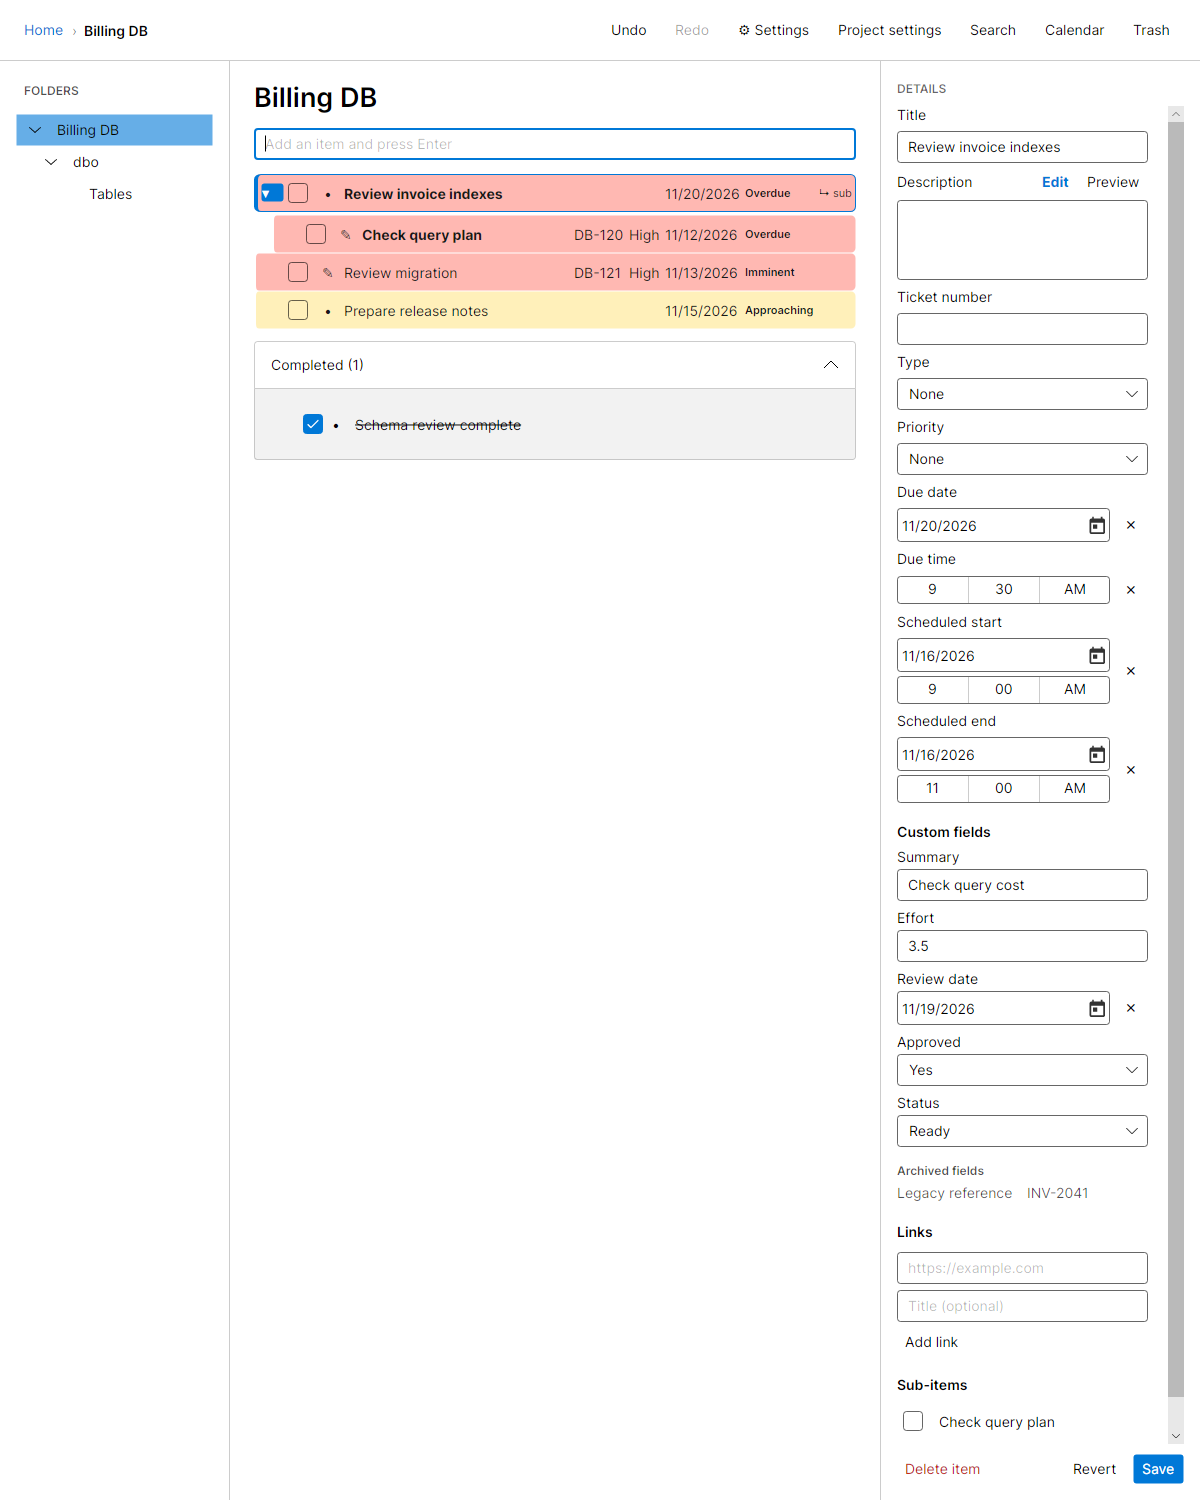 Home › Billing DB
Undo Redo ⚙ Settings Project settings Search Calendar Trash
FOLDERS
Billing DB
dbo
Tables
Billing DB
Add an item and press Enter
• Review invoice indexes 11/20/2026 Overdue ↳ sub
✎ Check query plan DB-120 High 11/12/2026 Overdue
✎ Review migration DB-121 High 11/13/2026 Imminent
• Prepare release notes 11/15/2026 Approaching
Completed (1)
• Schema review complete
DETAILS
Title
Review invoice indexes
Description Edit Preview
Ticket number
Type
None
Priority
None
Due date
11/20/2026 ×
Due time
9 30 AM ×
Scheduled start
11/16/2026 ×
9 00 AM
Scheduled end
11/16/2026 ×
11 00 AM
Custom fields
Summary
Check query cost
Effort
3.5
Review date
11/19/2026 ×
Approved
Yes
Status
Ready
Archived fields
Legacy reference INV-2041
Links
https://example.com
Title (optional)
Add link
Sub-items
Check query plan
Delete item Revert Save